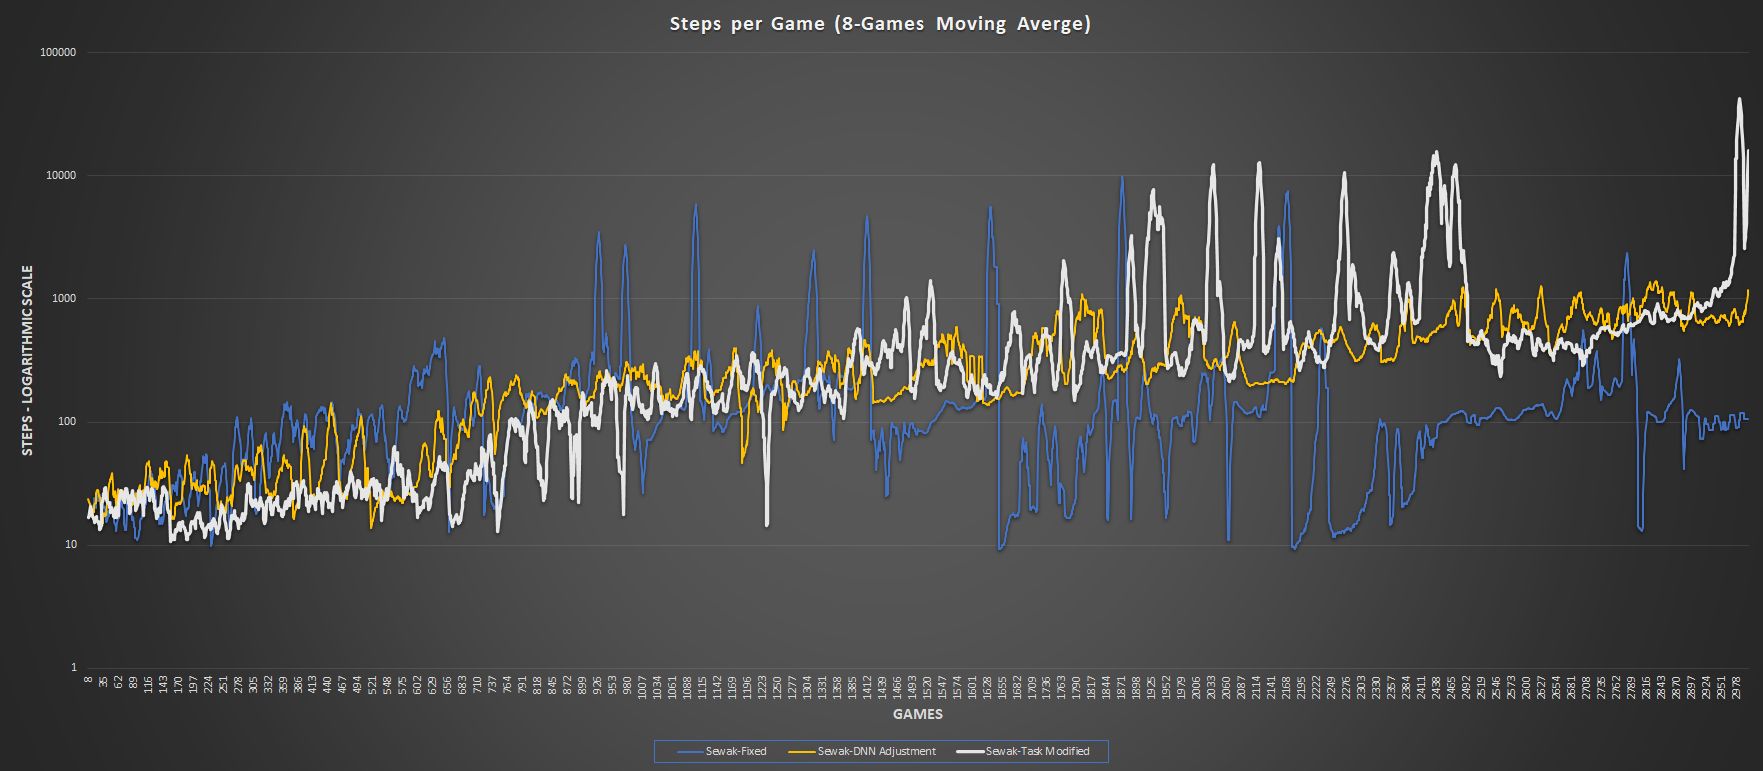 Steps per Game (8-Games Moving Averge)
100000
10000
1000
100
10
1
STEPS - LOGARITHMIC SCALE
8 35 62 89 116 143 170 197 224 251 278 305 332 359 386 413 440 467 494 521 548 575 602 629 656 683 710 737 764 791 818 845 872 899 926 953 980 1007 1034 1061 1088 1115 1142 1169 1196 1223 1250 1277 1304 1331 1358 1385 1412 1439 1466 1493 1520 1547 1574 1601 1628 1655 1682 1709 1736 1763 1790 1817 1844 1871 1898 1925 1952 1979 2006 2033 2060 2087 2114 2141 2168 2195 2222 2249 2276 2303 2330 2357 2384 2411 2438 2465 2492 2519 2546 2573 2600 2627 2654 2681 2708 2735 2762 2789 2816 2843 2870 2897 2924 2951 2978
GAMES
Sewak-Fixed Sewak-DNN Adjustment Sewak-Task Modified